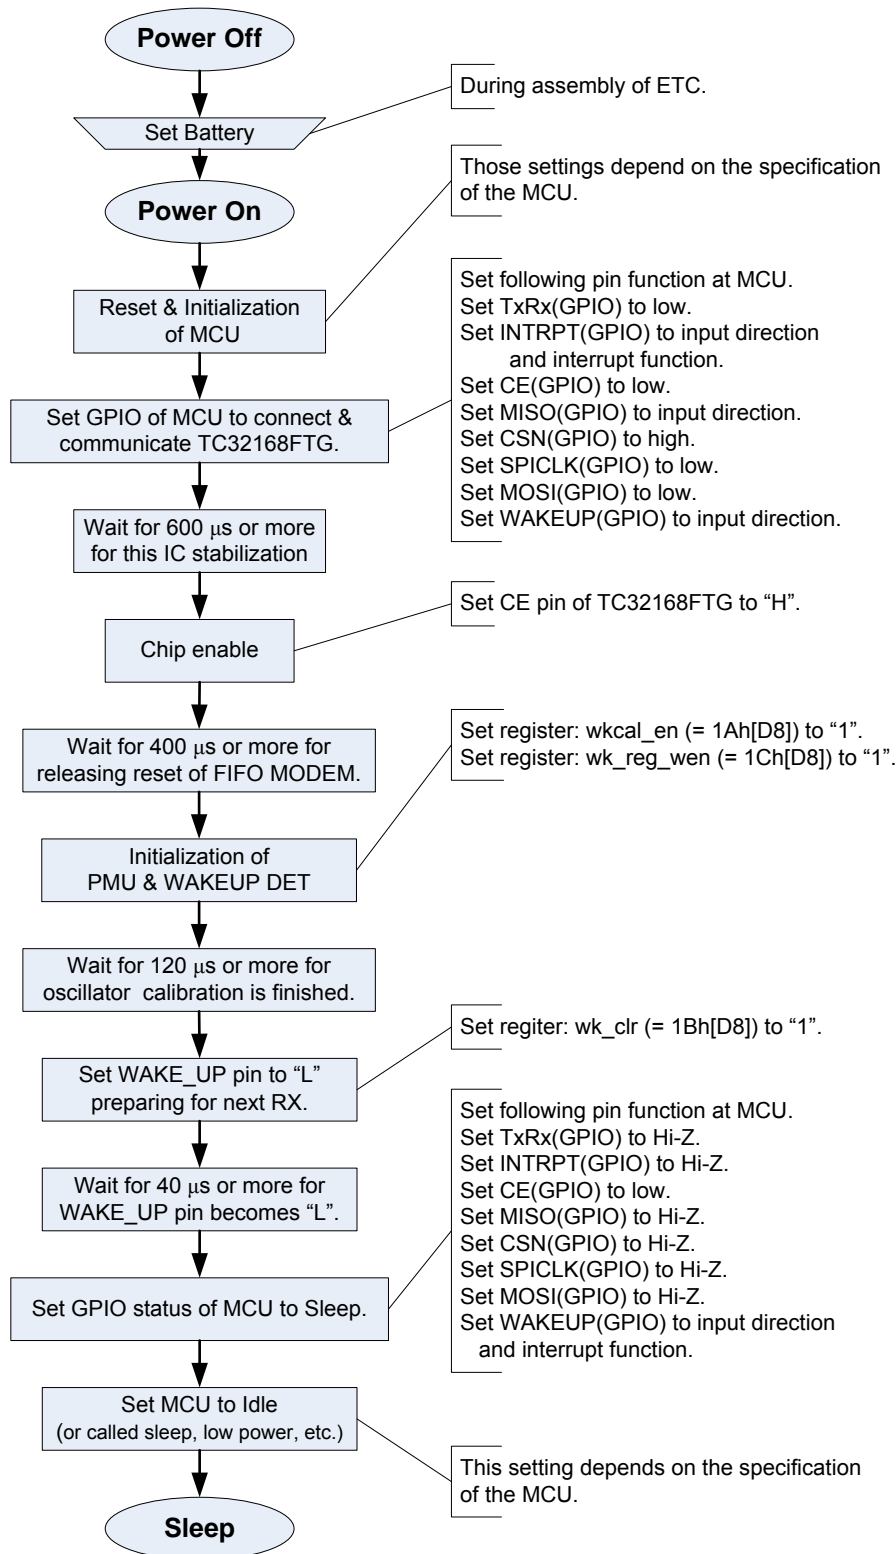 Power Off
During assembly of ETC.
Set Battery
Those settings depend on the specification
of the MCU.
Power On
Reset & Initialization
of MCU
Set following pin function at MCU.
Set TxRx(GPIO) to low.
Set INTRPT(GPIO) to input direction
and interrupt function.
Set CE(GPIO) to low.
Set MISO(GPIO) to input direction.
Set CSN(GPIO) to high.
Set SPICLK(GPIO) to low.
Set MOSI(GPIO) to low.
Set WAKEUP(GPIO) to input direction.
Set GPIO of MCU to connect &
communicate TC32168FTG.
Wait for 600 μs or more
for this IC stabilization
Set CE pin of TC32168FTG to “H”.
Chip enable
Wait for 400 μs or more for
releasing reset of FIFO MODEM.
Set register: wkcal_en (= 1Ah[D8]) to “1”.
Set register: wk_reg_wen (= 1Ch[D8]) to “1”.
Initialization of
PMU & WAKEUP DET
Wait for 120 μs or more for
oscillator  calibration is finished.
Set regiter: wk_clr (= 1Bh[D8]) to “1”.
Set WAKE_UP pin to “L”
preparing for next RX.
Set following pin function at MCU.
Set TxRx(GPIO) to Hi-Z.
Set INTRPT(GPIO) to Hi-Z.
Set CE(GPIO) to low.
Set MISO(GPIO) to Hi-Z.
Set CSN(GPIO) to Hi-Z.
Set SPICLK(GPIO) to Hi-Z.
Set MOSI(GPIO) to Hi-Z.
Set WAKEUP(GPIO) to input direction
and interrupt function.
Wait for 40 μs or more for
WAKE_UP pin becomes “L”.
Set GPIO status of MCU to Sleep.
Set MCU to Idle
(or called sleep, low power, etc.)
This setting depends on the specification
of the MCU.
Sleep